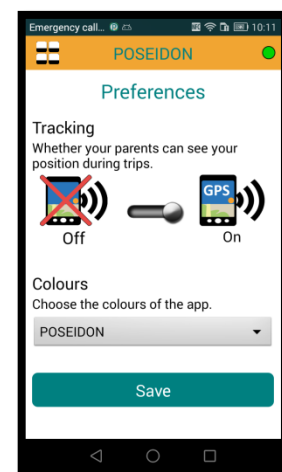 Emergency call... 10:11
POSEIDON
Preferences
Tracking
Whether your parents can see your
position during trips.
GPS
Off On
Colours
Choose the colours of the app.
POSEIDON
Save